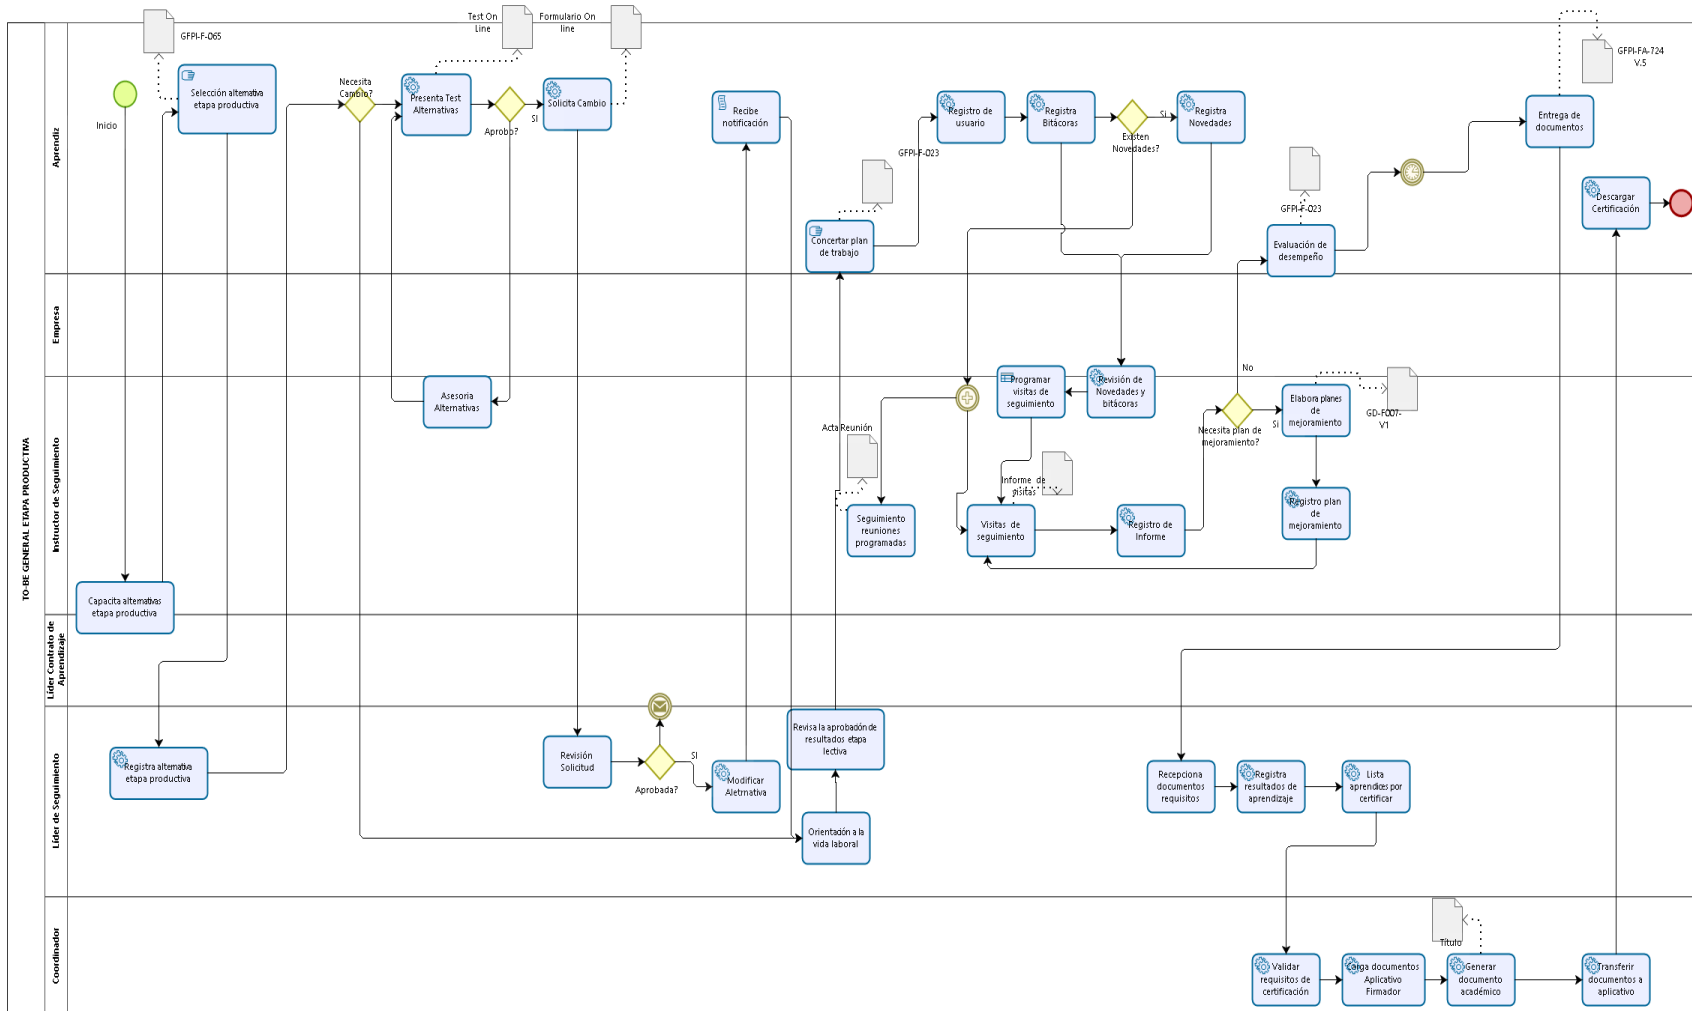 TO-BE GENERAL ETAPA PRODUCTIVA
Aprendiz
GFPI-F-065
Test On
Line
Formulario On
line
GFPI-FA-724
V.5
Inicio
Selección alternativa
etapa productiva
Necesita
Cambio?
Presenta Test
Alternativas
Aprobo?
SI
Solicita Cambio
Recibe
notificación
GFPI-F-023
Concertar plan
de trabajo
Registro de
usuario
Registra
Bitácoras
Existen
Novedades?
Si
Registra
Novedades
GFPI-F-023
Evaluación de
desempeño
Entrega de
documentos
Descargar
Certificación
Empresa
No
Instructor de Seguimiento
Asesoria
Alternativas
Acta Reunión
Seguimiento
reuniones
programadas
Programar
visitas de
seguimiento
Revisión de
Novedades y
bitácoras
Informe de
visitas
Visitas de
seguimiento
Registro de
Informe
Necesita plan de
mejoramiento?
Si
Elabora planes
de
mejoramiento
GD-F007-
V1
Registro plan
de
mejoramiento
Capacita alternativas
etapa productiva
Líder Contrato de
Aprendizaje
Líder de Seguimiento
Registra alternativa
etapa productiva
Revisión
Solicitud
Aprobada?
SI
Modificar
Aletrnativa
Revisa la aprobación de
resultados etapa
lectiva
Orientación a la
vida laboral
Recepciona
documentos
requisitos
Registra
resultados de
aprendizaje
Lista
aprendices por
certificar
Coordinador
Título
Validar
requisitos de
certificación
Carga documentos
Aplicativo
Firmador
Generar
documento
académico
Transferir
documentos a
aplicativo